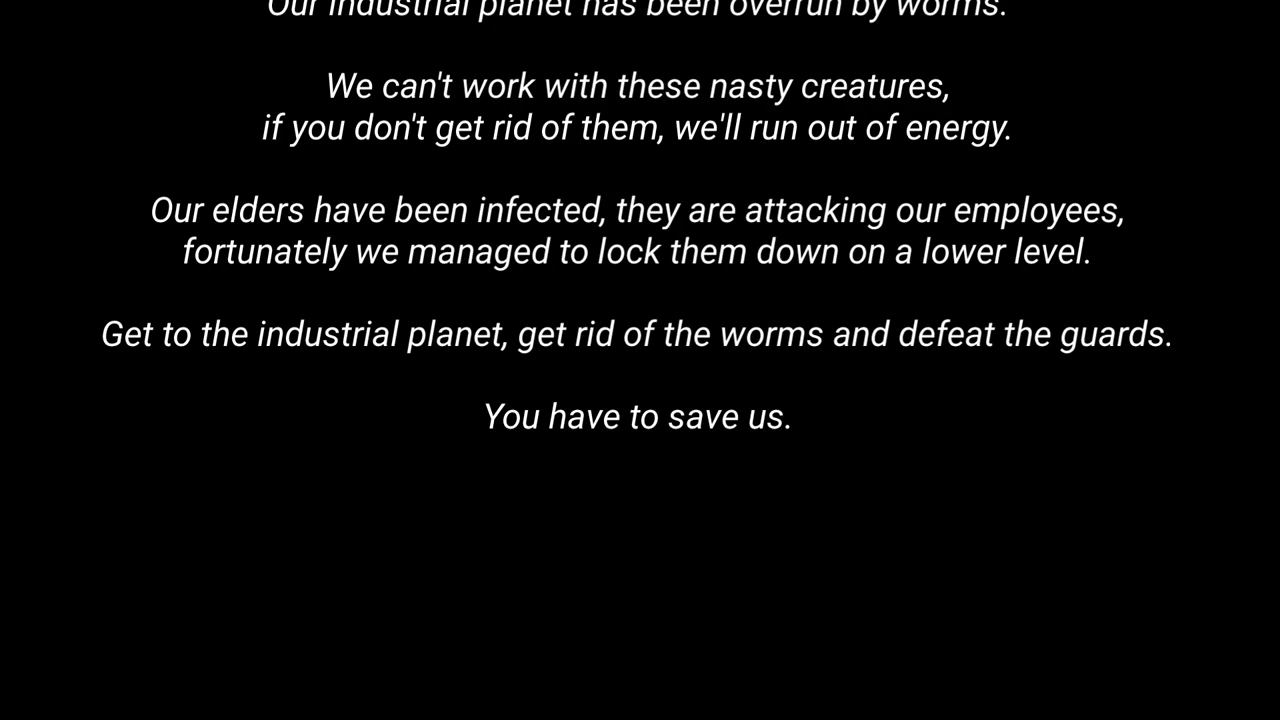 Our industrial planet has been overrun by worms.
We can't work with these nasty creatures,
if you don't get rid of them, we'll run out of energy.
Our elders have been infected, they are attacking our employees,
fortunately we managed to lock them down on a lower level.
Get to the industrial planet, get rid of the worms and defeat the guards.
You have to save us.